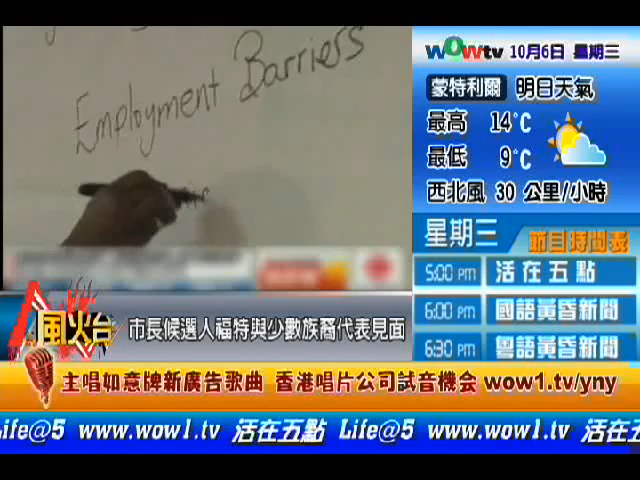 Employment Barriers
WOWtv 10月6日 星期三
蒙特利爾 明日天氣
最高 14°C
最低 9°C
西北風 30 公里/小時
星期三 節目時間表
5:00 PM 活在五點
6:00 PM 國語黃昏新聞
6:30 PM 粵語黃昏新聞
風火台 市長候選人福特與少數族裔代表見面
主唱如意牌新廣告歌曲 香港唱片公司試音機會 wow1.tv/yny
Life@5 www.wow1.tv 活在五點 Life@5 www.wow1.tv 活在五